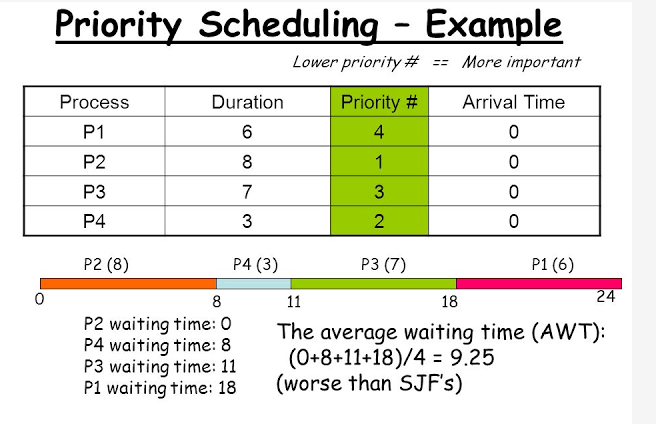 Priority Scheduling – Example
Lower priority # == More important
Process Duration Priority # Arrival Time
P1 6 4 0
P2 8 1 0
P3 7 3 0
P4 3 2 0
P2 (8) P4 (3) P3 (7) P1 (6)
0 8 11 18 24
P2 waiting time: 0
P4 waiting time: 8
P3 waiting time: 11
P1 waiting time: 18
The average waiting time (AWT):
(0+8+11+18)/4 = 9.25
(worse than SJF's)